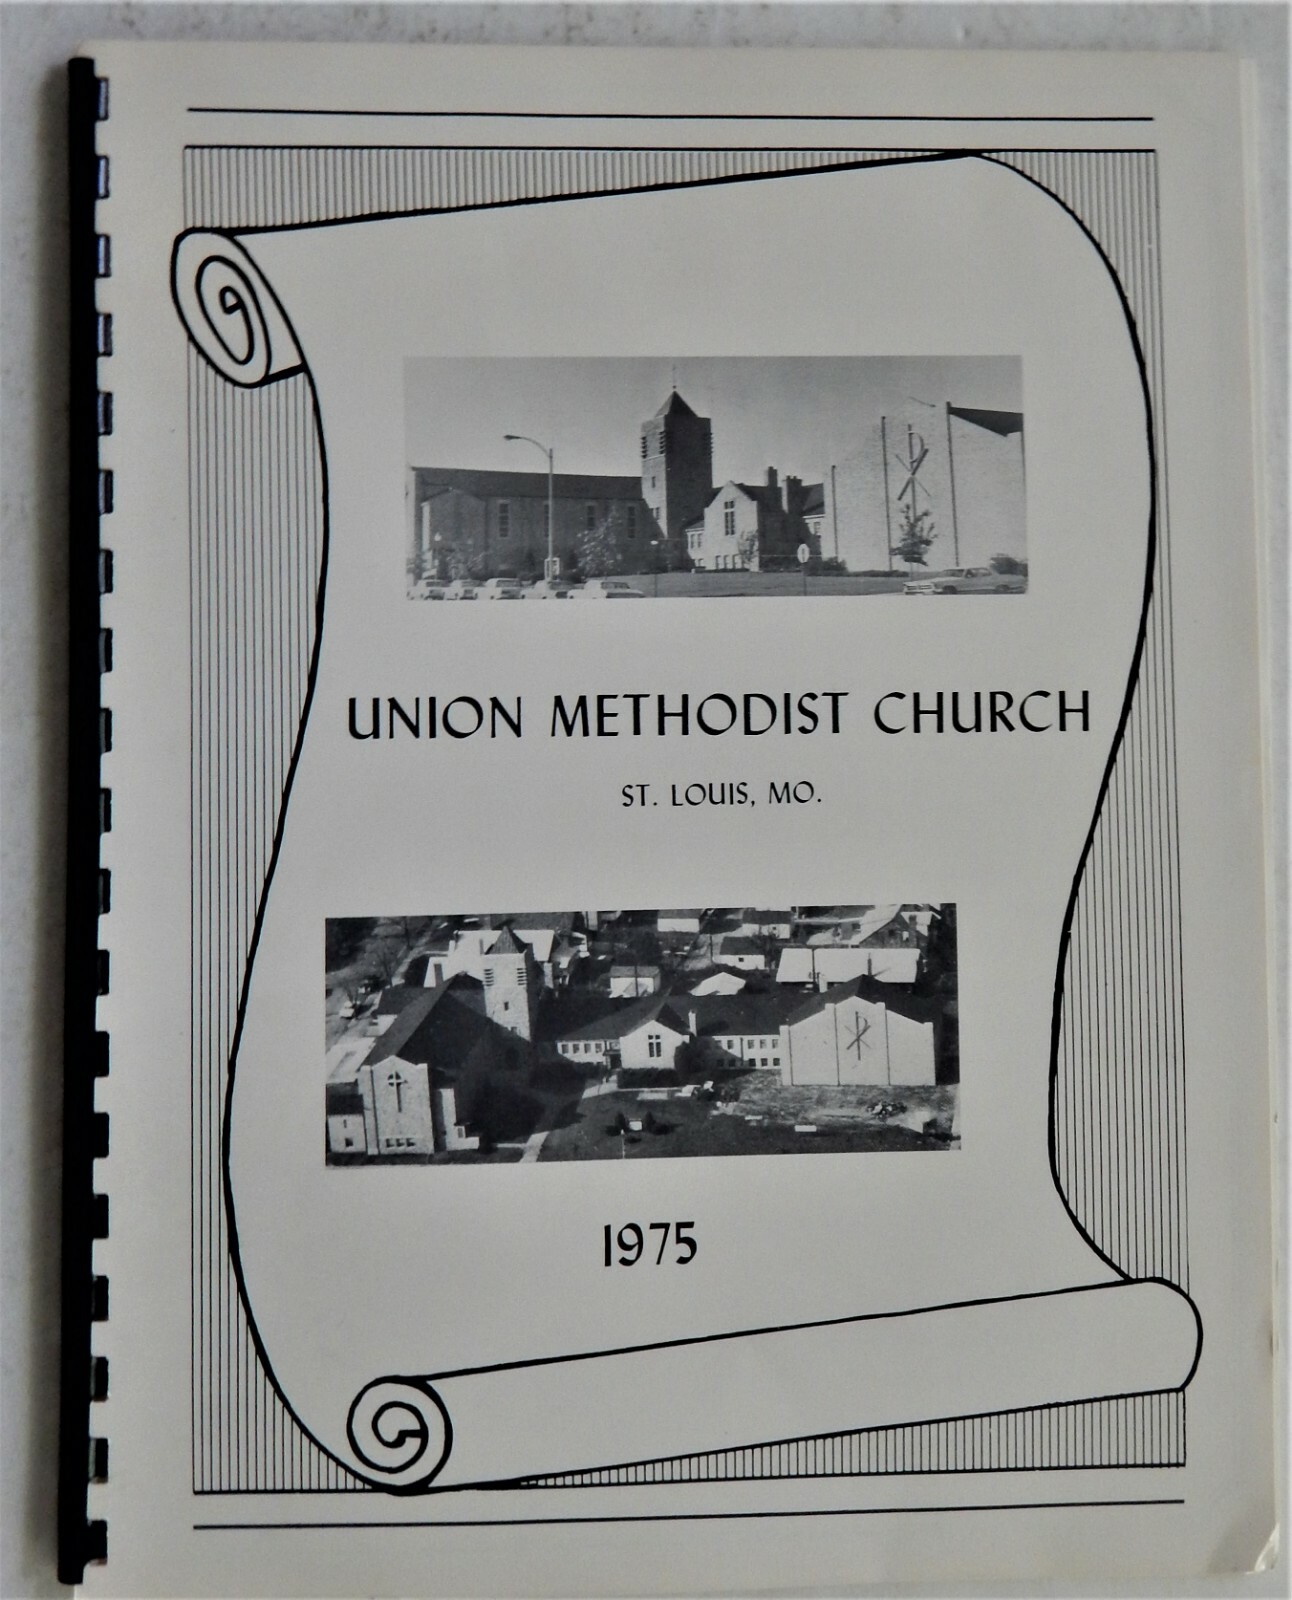 UNION METHODIST CHURCH
ST. LOUIS, MO.
1975